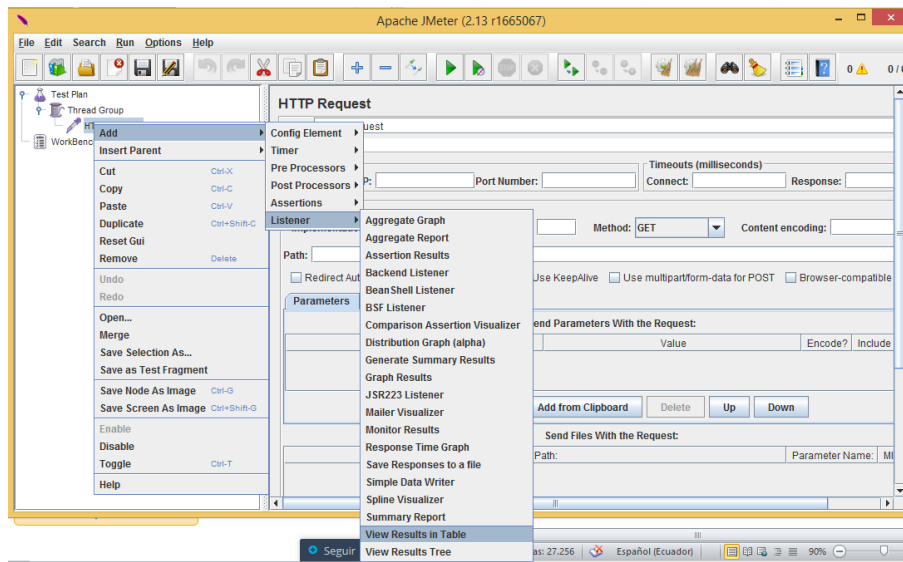 Apache JMeter (2.13 r1665067)
File Edit Search Run Options Help
0 0 /
Test Plan
Thread Group
HT
WorkBenc
HTTP Request
uest
Add
Insert Parent
Cut Ctrl-X
Copy Ctrl-C
Paste Ctrl-V
Duplicate Ctrl+Shift-C
Reset Gui
Remove Delete
Undo
Redo
Open...
Merge
Save Selection As...
Save as Test Fragment
Save Node As Image Ctrl-G
Save Screen As Image Ctrl+Shift-G
Enable
Disable
Toggle Ctrl-T
Help
Config Element
Timer
Pre Processors
Post Processors
Assertions
Listener
Aggregate Graph
Aggregate Report
Assertion Results
Backend Listener
BeanShell Listener
BSF Listener
Comparison Assertion Visualizer
Distribution Graph (alpha)
Generate Summary Results
Graph Results
JSR223 Listener
Mailer Visualizer
Monitor Results
Response Time Graph
Save Responses to a file
Simple Data Writer
Spline Visualizer
Summary Report
View Results in Table
View Results Tree
Timeouts (milliseconds)
P: Port Number: Connect: Response:
Method: GET Content encoding:
Path:
Redirect Aut Use KeepAlive Use multipart/form-data for POST Browser-compatible
Parameters
end Parameters With the Request:
Value Encode? Include
Add from Clipboard Delete Up Down
Send Files With the Request:
Path: Parameter Name: MI
Seguir as: 27.256 Español (Ecuador) 90%